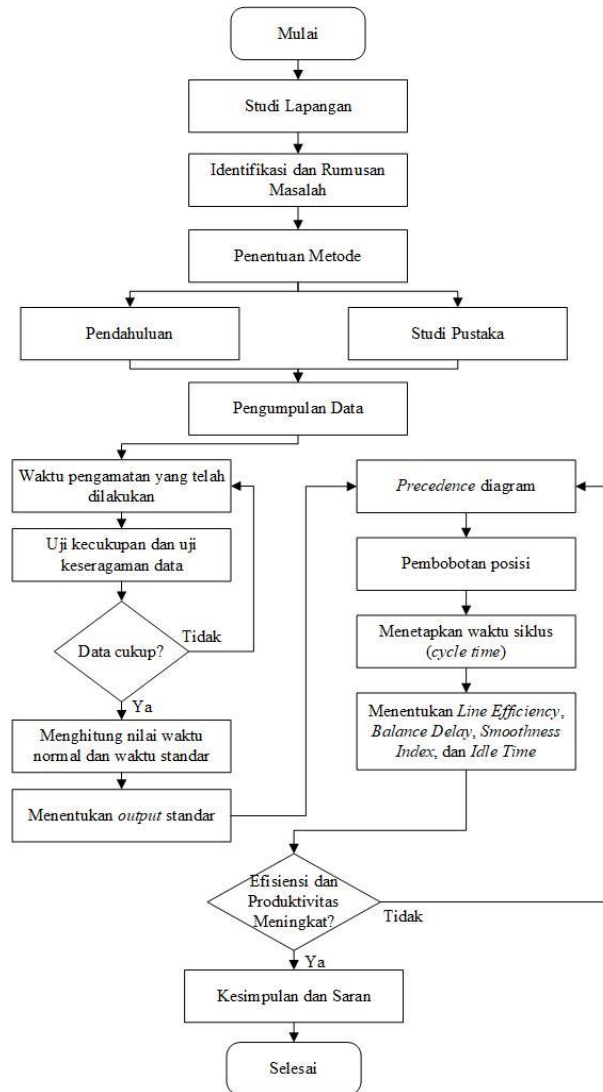 Mulai
Studi Lapangan
Identifikasi dan Rumusan
Masalah
Penentuan Metode
Pendahuluan
Studi Pustaka
Pengumpulan Data
Waktu pengamatan yang telah
dilakukan
Uji kecukupan dan uji
keseragaman data
Data cukup?
Tidak
Ya
Menghitung nilai waktu
normal dan waktu standar
Menentukan output standar
Precedence diagram
Pembobotan posisi
Menetapkan waktu siklus
(cycle time)
Menentukan Line Efficiency,
Balance Delay, Smoothness
Index, dan Idle Time
Efisiensi dan
Produktivitas
Meningkat?
Tidak
Ya
Kesimpulan dan Saran
Selesai